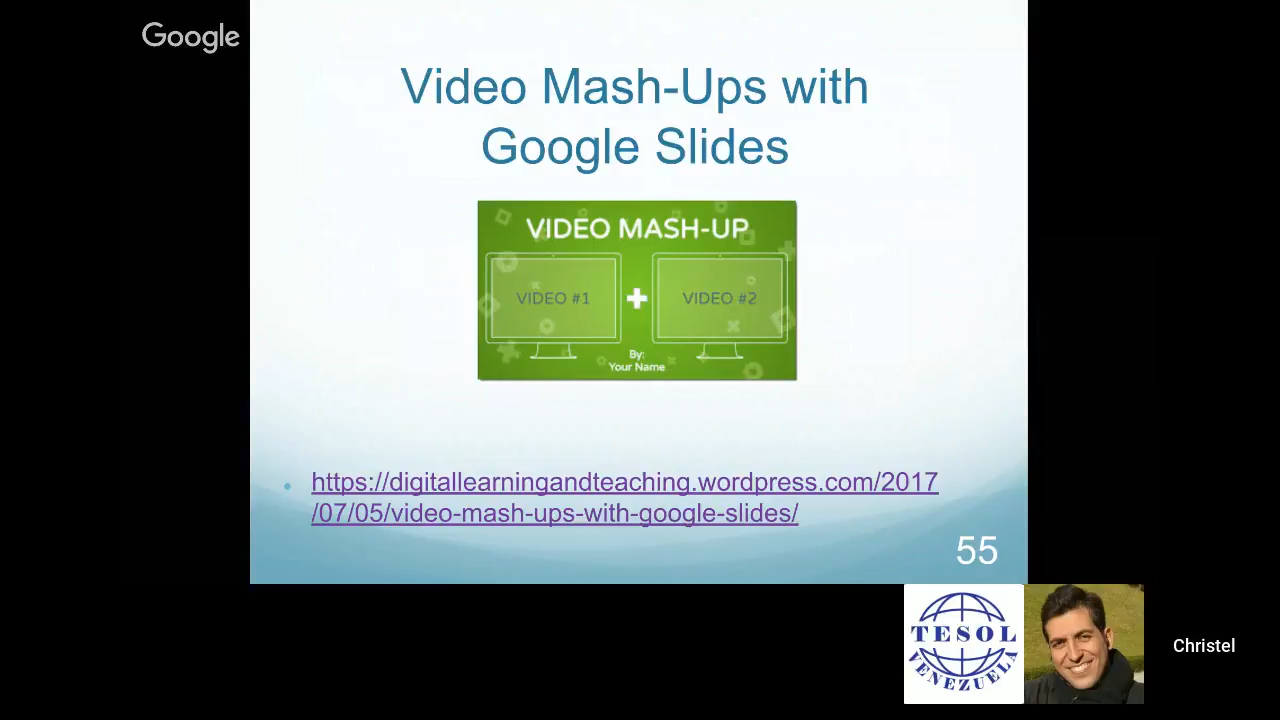 Google
Video Mash-Ups with
Google Slides
VIDEO MASH-UP
VIDEO #1
VIDEO #2
By:
Your Name
https://digitallearningandteaching.wordpress.com/2017
/07/05/video-mash-ups-with-google-slides/
55
TESOL
VENEZUELA
Christel